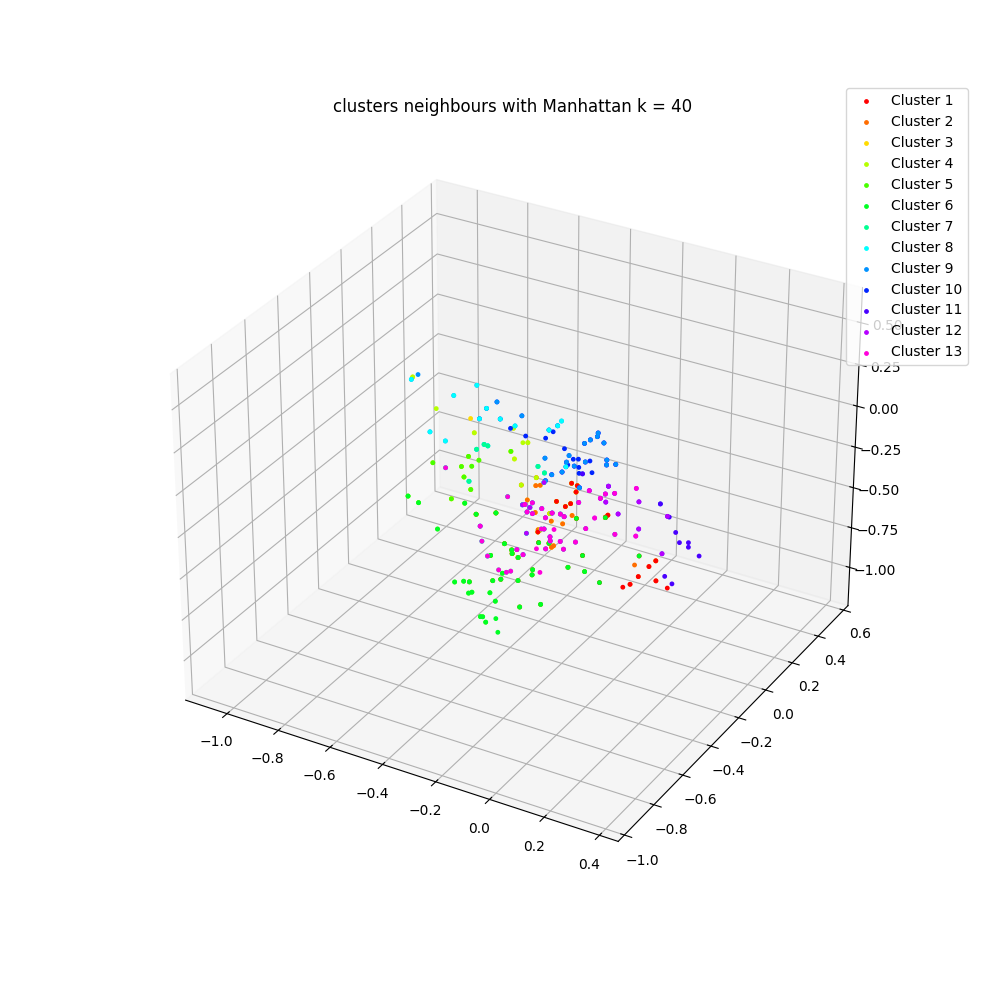 clusters neighbours with Manhattan k = 40
Cluster 1
Cluster 2
Cluster 3
Cluster 4
Cluster 5
Cluster 6
Cluster 7
Cluster 8
Cluster 9
Cluster 10
Cluster 11
Cluster 12
Cluster 13
0.50
0.25
0.00
−0.25
−0.50
−0.75
−1.00
0.6
0.4
0.2
0.0
−0.2
−0.4
−0.6
−0.8
−1.0
−1.0
−0.8
−0.6
−0.4
−0.2
0.0
0.2
0.4